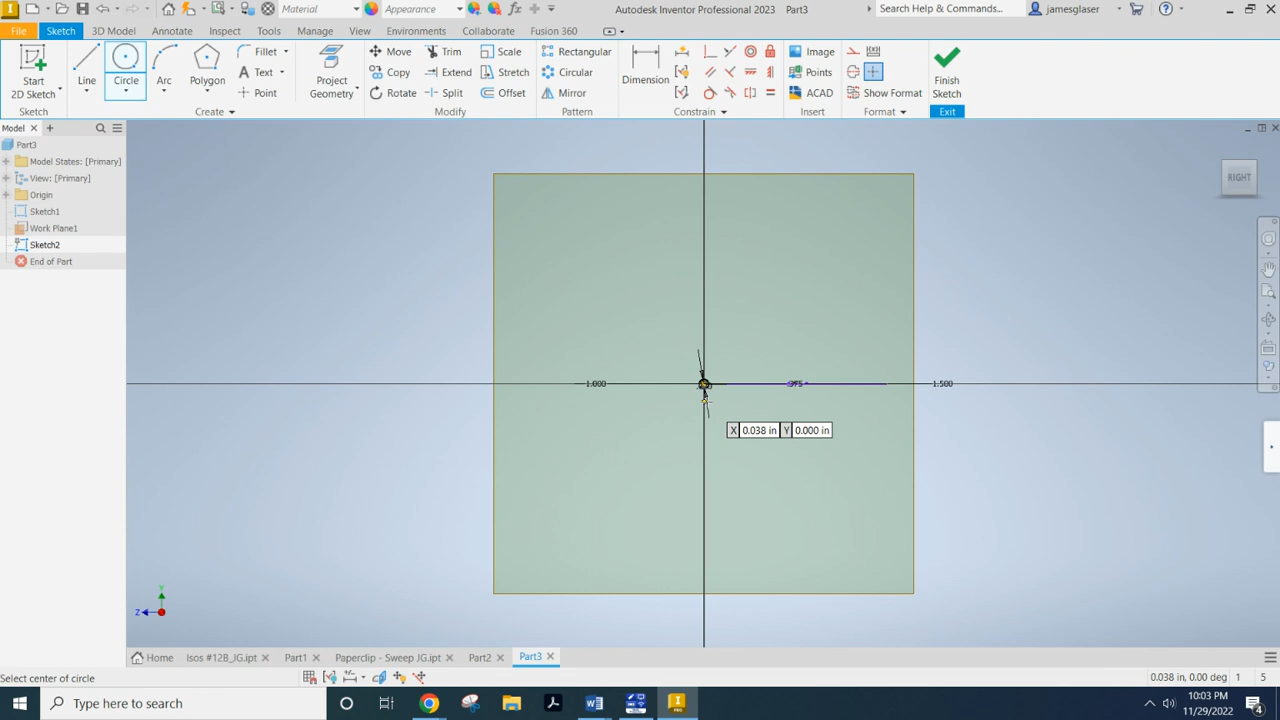 Material Appearance Autodesk Inventor Professional 2023 Part3 Search Help & Commands... jamesglaser
File Sketch 3D Model Annotate Inspect Tools Manage View Environments Collaborate Fusion 360
Start
2D Sketch
Line Circle Arc Polygon
Fillet
Text
Point
Project
Geometry
Move Trim Scale
Copy Extend Stretch
Rotate Split Offset
Rectangular
Circular
Mirror
Dimension
Image
Points
ACAD
Show Format
Finish
Sketch
Sketch Create Modify Pattern Constrain Insert Format Exit
Model
Part3
Model States: [Primary]
View: [Primary]
Origin
Sketch1
Work Plane1
Sketch2
End of Part
RIGHT
1.000 1.500
X 0.038 in Y 0.000 in
Y
Z
Home Isos #12B_JG.ipt Part1 Paperclip - Sweep JG.ipt Part2 Part3
Select center of circle 0.038 in, 0.00 deg 1 5
Type here to search
10:03 PM
11/29/2022
4